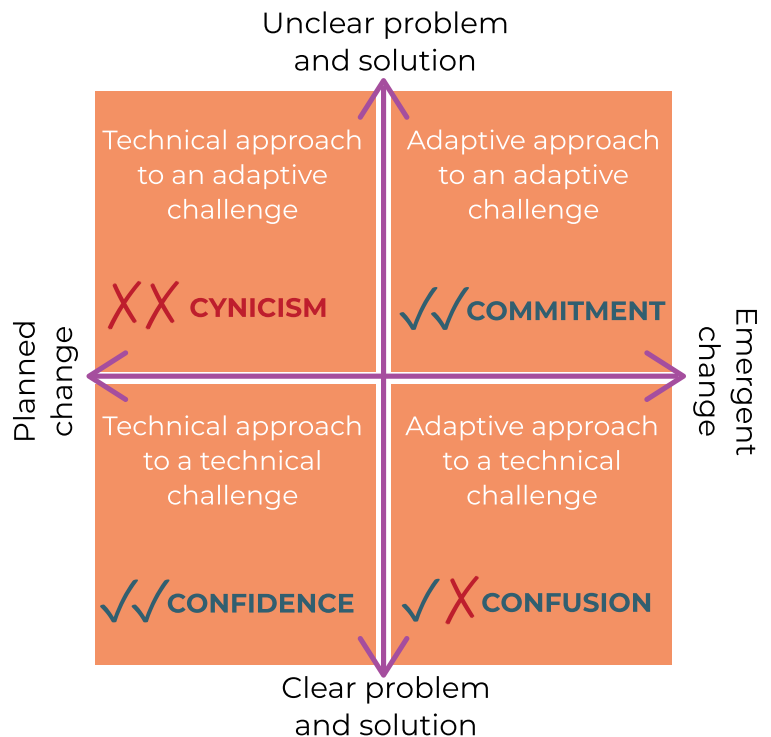 Unclear problem
and solution
Technical approach
to an adaptive
challenge
CYNICISM
Adaptive approach
to an adaptive
challenge
COMMITMENT
Planned
change
Emergent
change
Technical approach
to a technical
challenge
CONFIDENCE
Adaptive approach
to a technical
challenge
CONFUSION
Clear problem
and solution